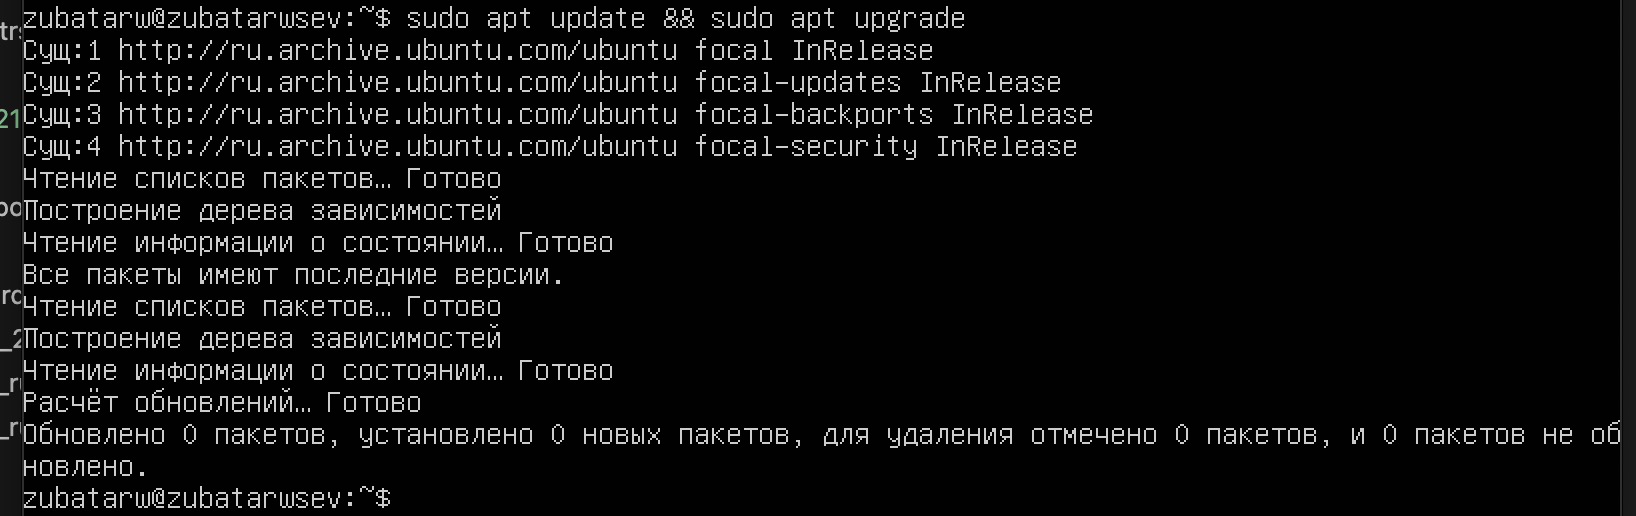 zubatarw@zubatarwsev:~$ sudo apt update && sudo apt upgrade
Сущ:1 http://ru.archive.ubuntu.com/ubuntu focal InRelease
Сущ:2 http://ru.archive.ubuntu.com/ubuntu focal-updates InRelease
Сущ:3 http://ru.archive.ubuntu.com/ubuntu focal-backports InRelease
Сущ:4 http://ru.archive.ubuntu.com/ubuntu focal-security InRelease
Чтение списков пакетов… Готово
Построение дерева зависимостей
Чтение информации о состоянии… Готово
Все пакеты имеют последние версии.
Чтение списков пакетов… Готово
Построение дерева зависимостей
Чтение информации о состоянии… Готово
Расчёт обновлений… Готово
Обновлено 0 пакетов, установлено 0 новых пакетов, для удаления отмечено 0 пакетов, и 0 пакетов не об
новлено.
zubatarw@zubatarwsev:~$